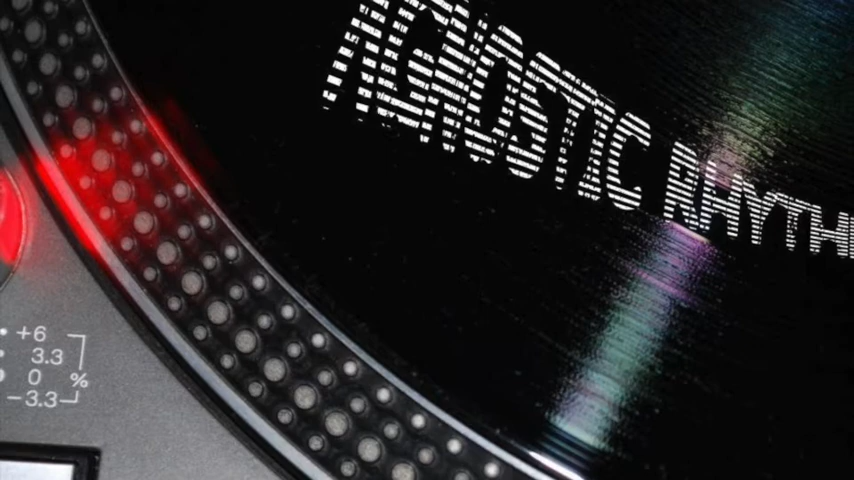 AGNOSTIC RHYTH
+6
3.3
0 %
-3.3